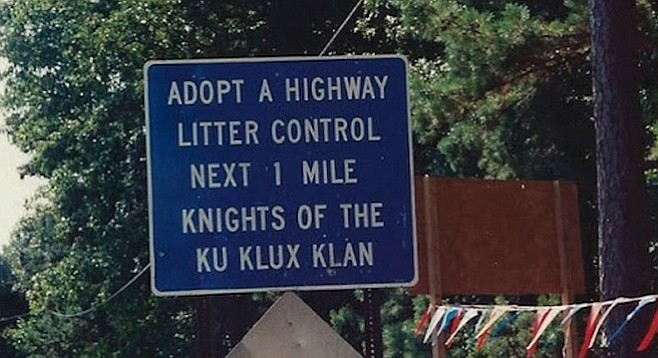 ADOPT A HIGHWAY
LITTER CONTROL
NEXT 1 MILE
KNIGHTS OF THE
KU KLUX KLAN